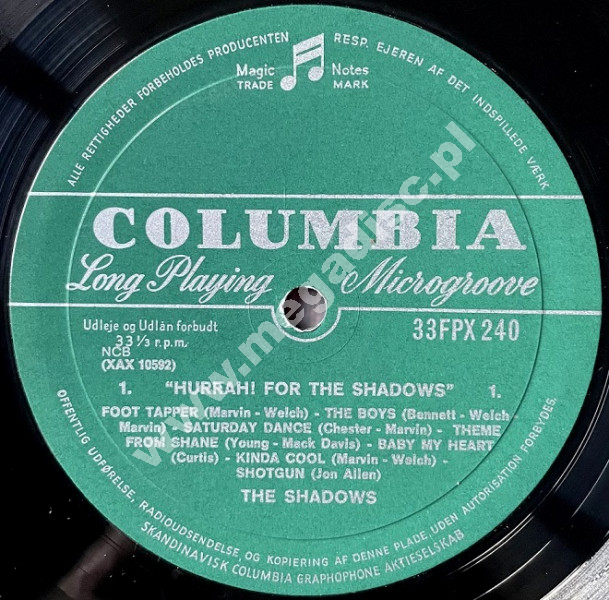 ALLE RETTIGHEDER FORBEHOLDES PRODUCENTEN RESP. EJEREN AF DET INDSPILLEDE VÆRK
Magic Notes
TRADE MARK
COLUMBIA
Long Playing Microgroove
Udleje og Udlån forbudt
33 1/3 r.p.m.
NCB
(XAX 10592)
33FPX 240
1. "HURRAH! FOR THE SHADOWS" 1.
FOOT TAPPER (Marvin - Welch) - THE BOYS (Bennett - Welch -
Marvin) - SATURDAY DANCE (Chester - Marvin) - THEME
FROM SHANE (Young - Mack Davis) - BABY MY HEART
(Curtis) - KINDA COOL (Marvin - Welch) -
SHOTGUN (Jon Allen)
THE SHADOWS
OFFENTLIG UDFØRELSE, RADIOUDSENDELSE, OG KOPIERING AF DENNE PLADE, UDEN AUTORISATION FORBYDES.
SKANDINAVISK COLUMBIA GRAPHOPHONE AKTIESELSKAB
www.megadisc.pl